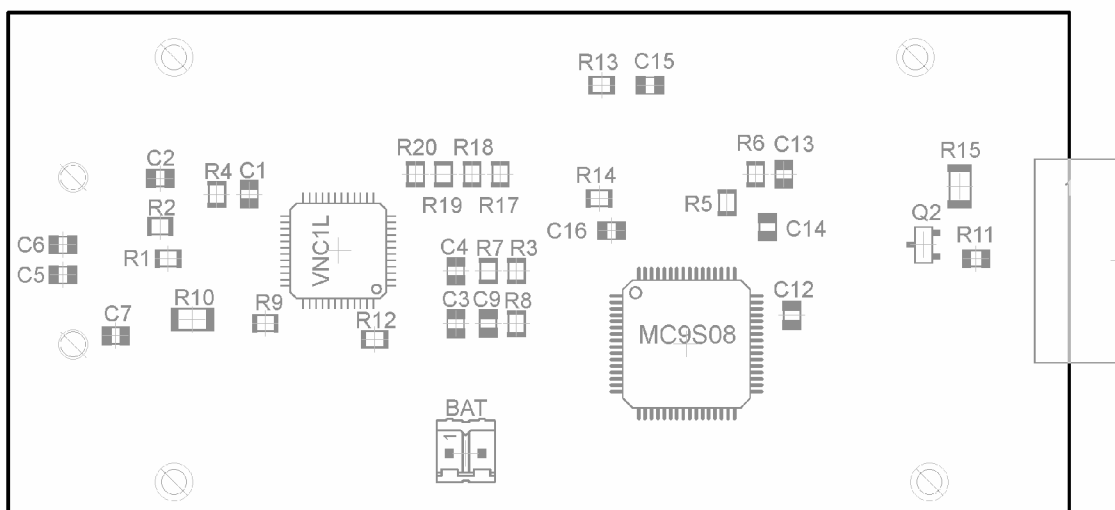 R13 C15
C2 R4 C1 R20 R18 R6 C13 R15
R2 R19 R17 R14 R5 C14 Q2
C6 R1 VNC1L C16 R11
C5 C4 R7 R3
C7 R10 R9 R12 C3 C9 R8 C12
MC9S08
BAT
1